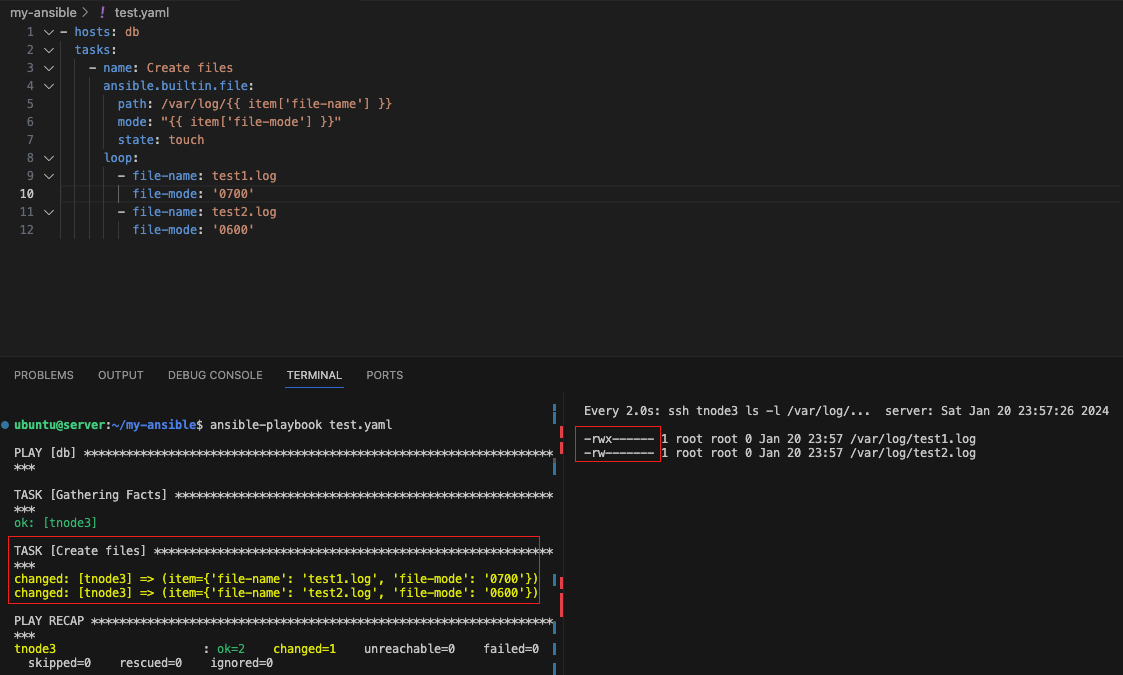 my-ansible > ! test.yaml
1 - hosts: db
2 tasks:
3 - name: Create files
4 ansible.builtin.file:
5 path: /var/log/{{ item['file-name'] }}
6 mode: "{{ item['file-mode'] }}"
7 state: touch
8 loop:
9 - file-name: test1.log
10 file-mode: '0700'
11 - file-name: test2.log
12 file-mode: '0600'
PROBLEMS OUTPUT DEBUG CONSOLE TERMINAL PORTS
ubuntu@server:~/my-ansible$ ansible-playbook test.yaml
PLAY [db] *****************************************************************
***
TASK [Gathering Facts] ****************************************************
***
ok: [tnode3]
TASK [Create files] *******************************************************
***
changed: [tnode3] => (item={'file-name': 'test1.log', 'file-mode': '0700'})
changed: [tnode3] => (item={'file-name': 'test2.log', 'file-mode': '0600'})
PLAY RECAP ****************************************************************
***
tnode3 : ok=2 changed=1 unreachable=0 failed=0
skipped=0 rescued=0 ignored=0
Every 2.0s: ssh tnode3 ls -l /var/log/... server: Sat Jan 20 23:57:26 2024
-rwx------ 1 root root 0 Jan 20 23:57 /var/log/test1.log
-rw------- 1 root root 0 Jan 20 23:57 /var/log/test2.log